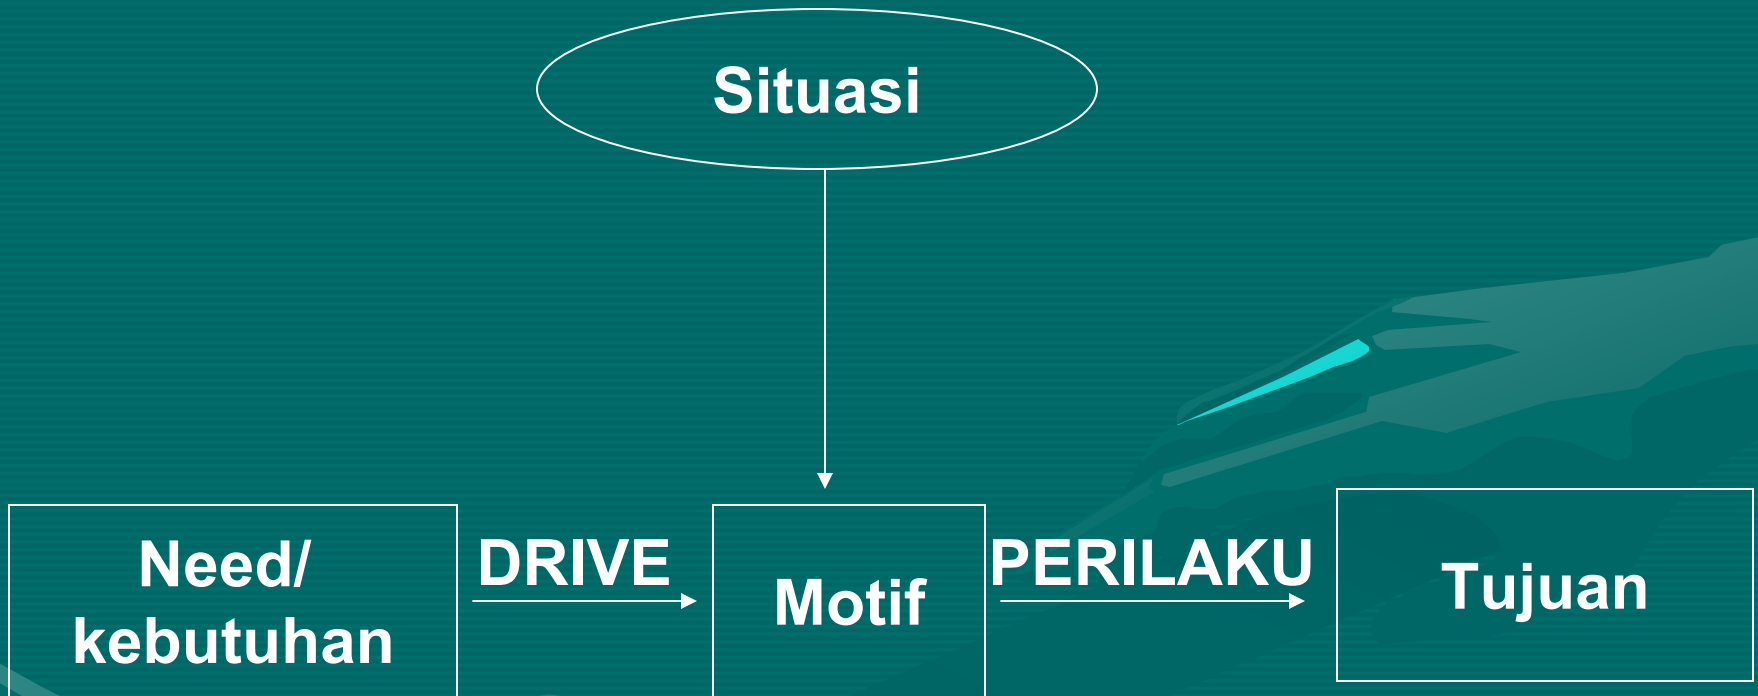 Situasi
Need/
kebutuhan
DRIVE
Motif
PERILAKU
Tujuan